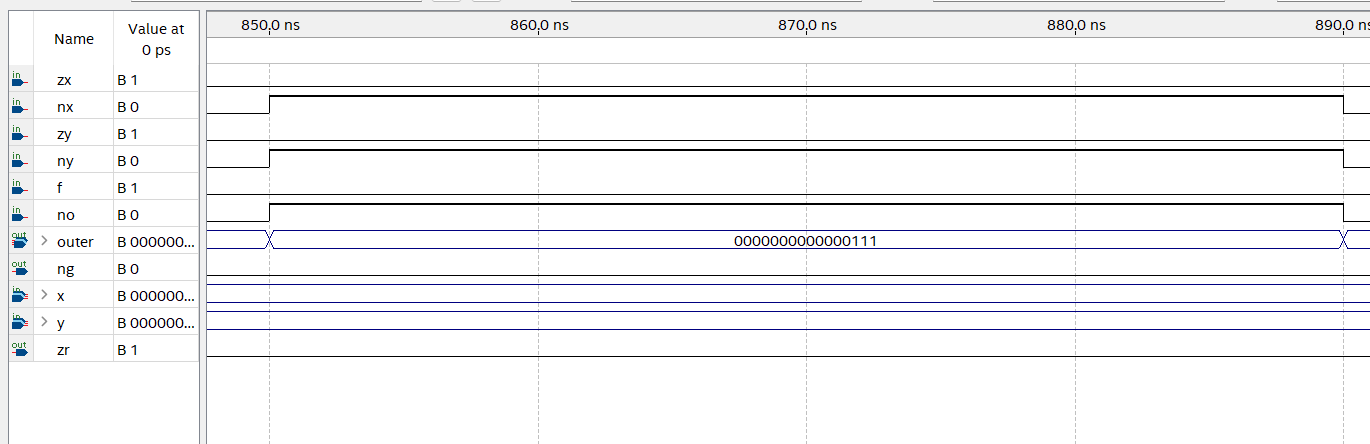 850.0 ns 860.0 ns 870.0 ns 880.0 ns 890.0 ns
Name Value at 0 ps
in zx B 1
in nx B 0
in zy B 1
in ny B 0
in f B 1
in no B 0
out > outer B 000000... 0000000000000111
out ng B 0
in > x B 000000...
in > y B 000000...
out zr B 1